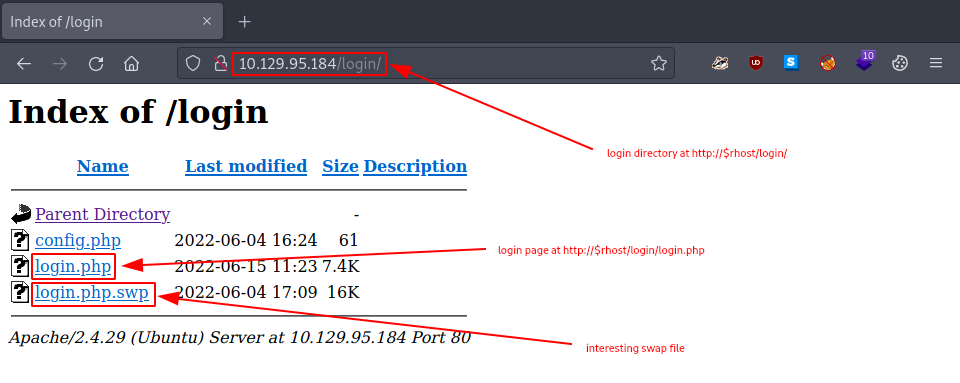 Index of /login
10.129.95.184/login/
10
Index of /login
Name Last modified Size Description
login directory at http://$rhost/login/
Parent Directory -
config.php 2022-06-04 16:24 61
login page at http://$rhost/login/login.php
login.php 2022-06-15 11:23 7.4K
login.php.swp 2022-06-04 17:09 16K
Apache/2.4.29 (Ubuntu) Server at 10.129.95.184 Port 80
interesting swap file